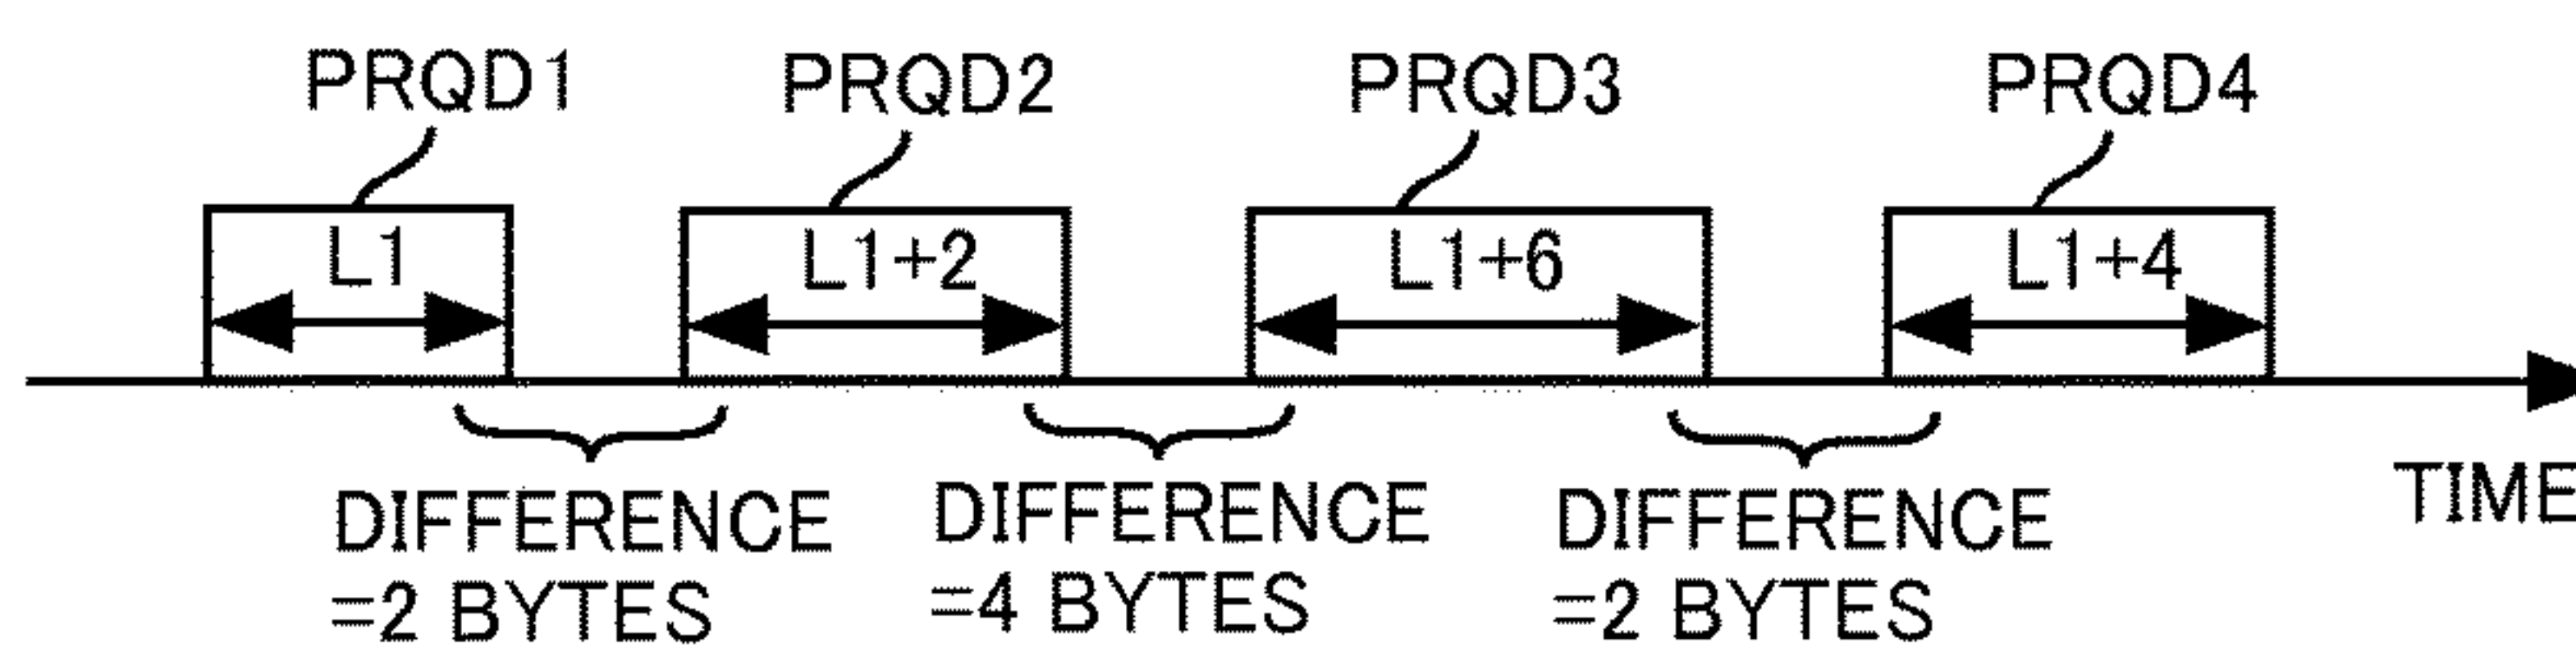 PRQD1 PRQD2 PRQD3 PRQD4
L1 L1+2 L1+6 L1+4
DIFFERENCE =2 BYTES
DIFFERENCE =4 BYTES
DIFFERENCE =2 BYTES
TIME